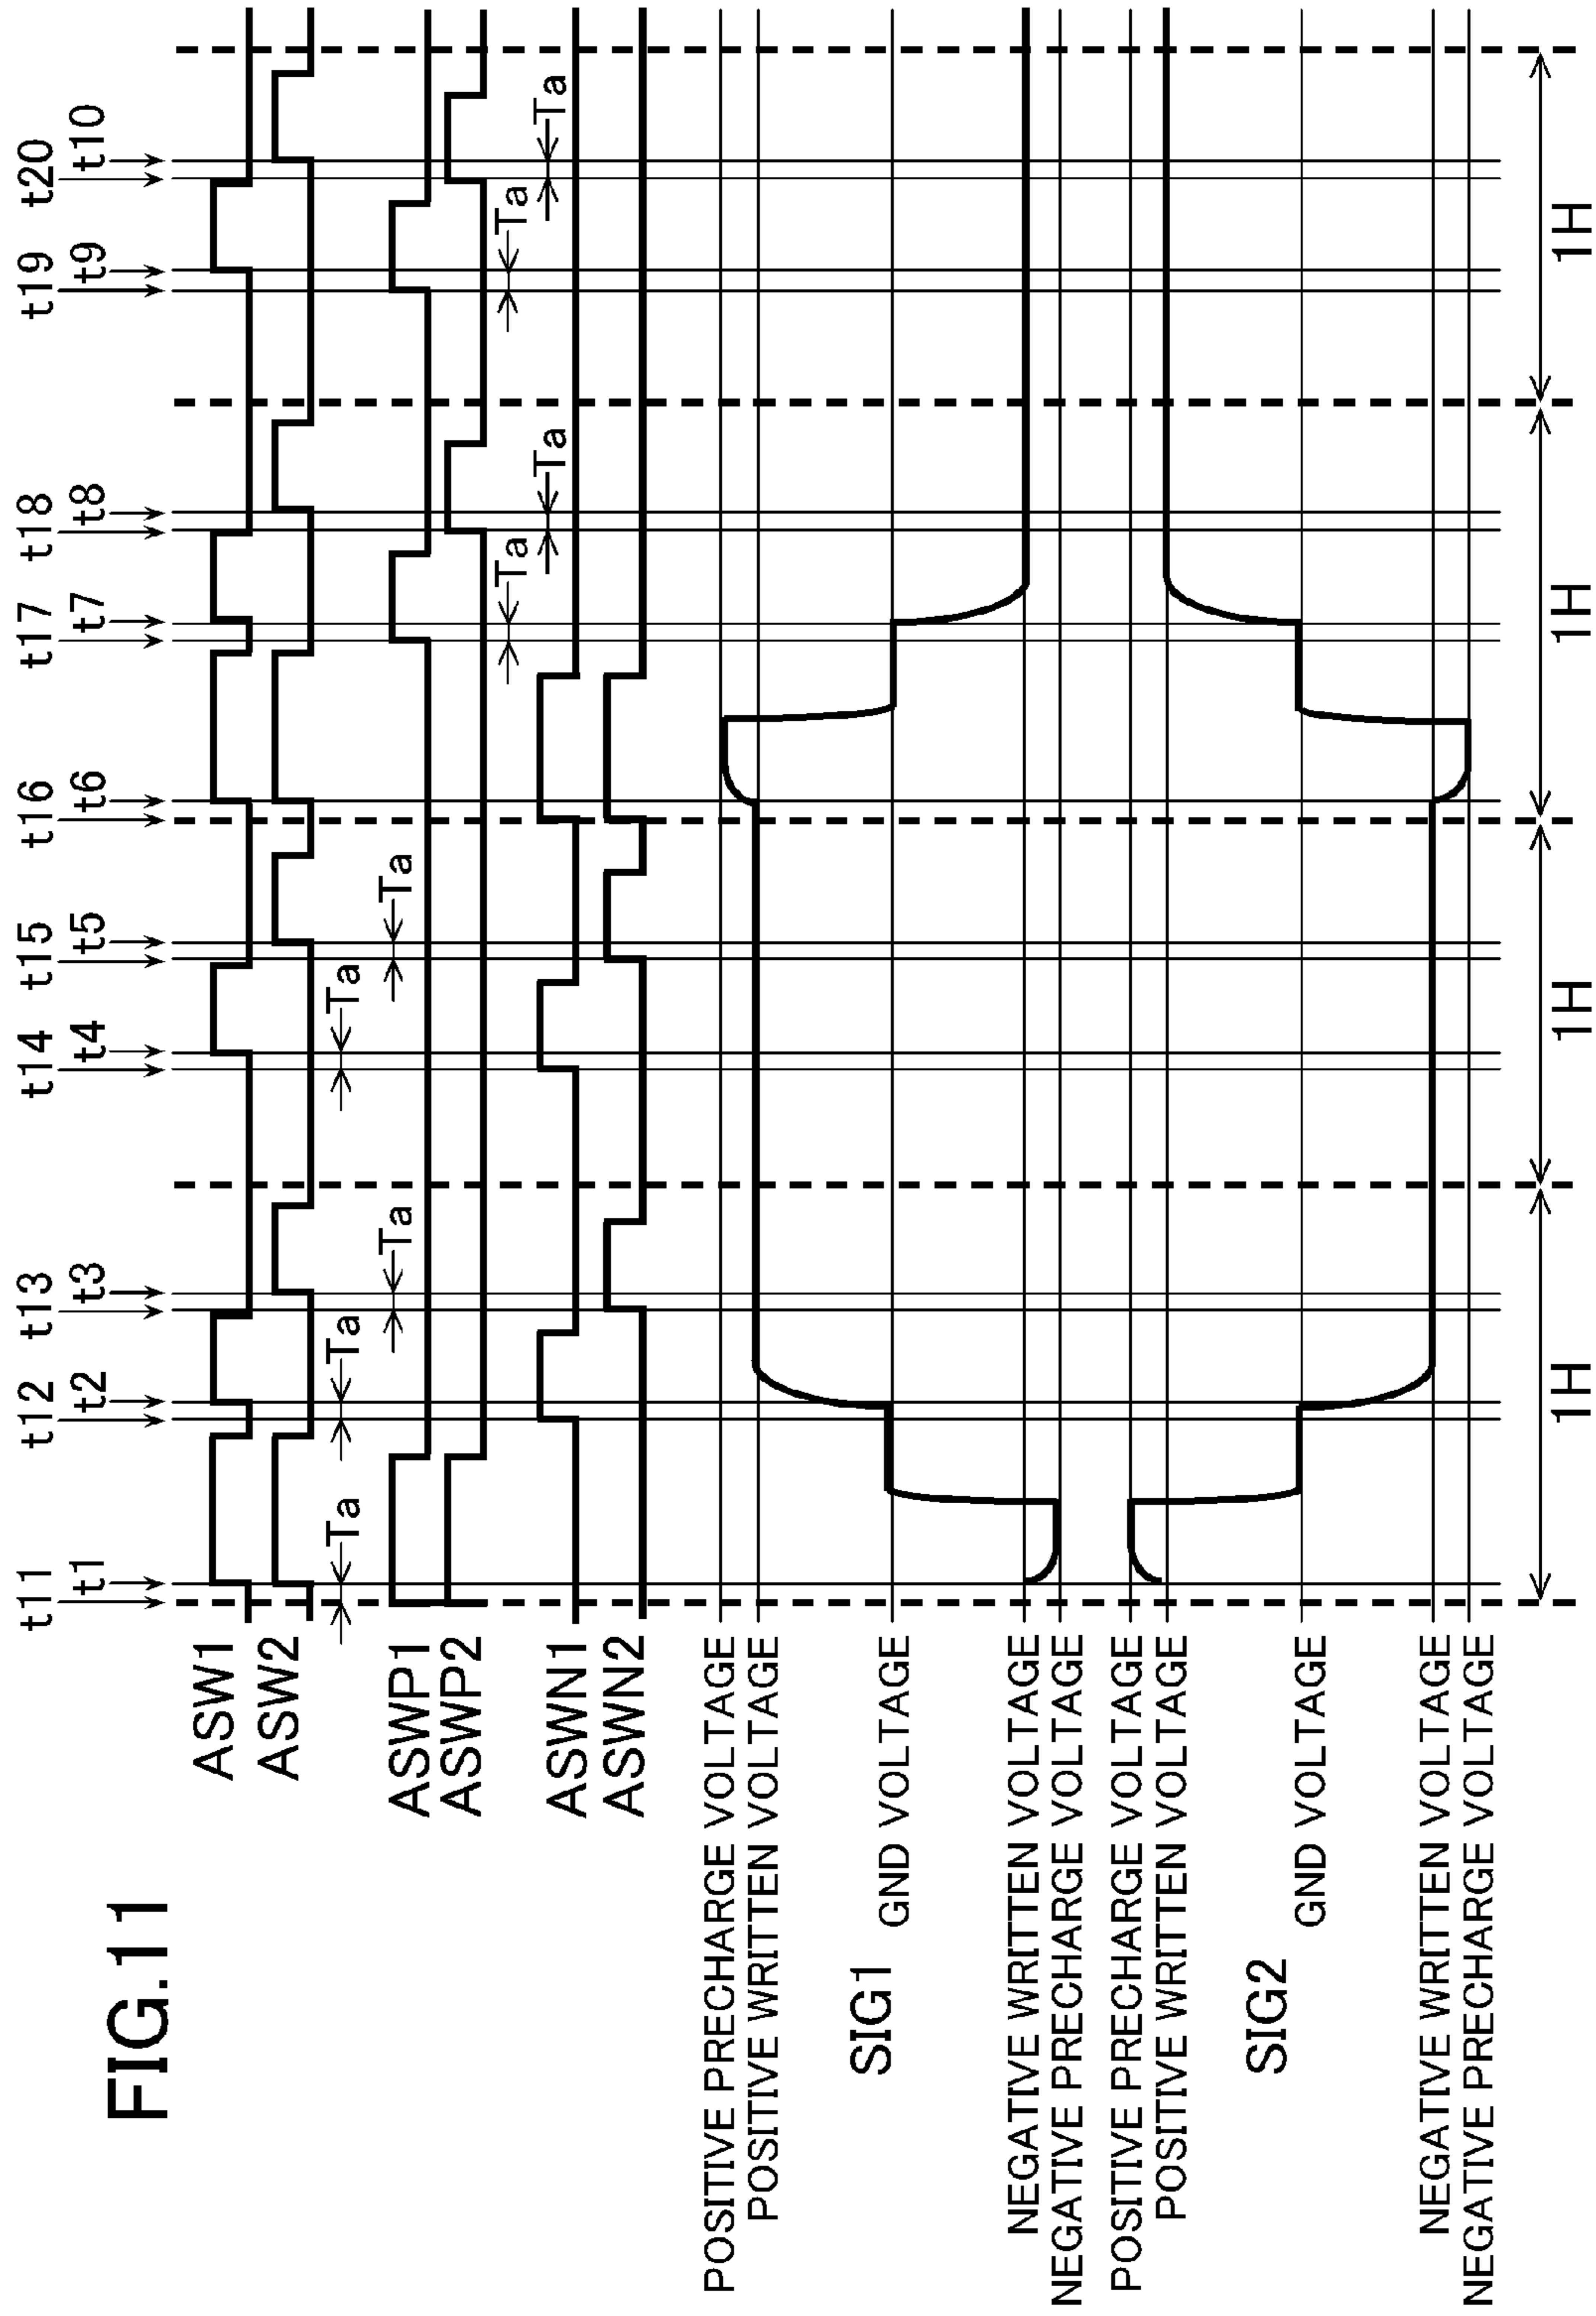 FIG.11
t11 t12 t13 t14 t15 t16 t17 t18 t19 t20
t1 t2 t3 t4 t5 t6 t7 t8 t9 t10
ASW1
ASW2
Ta Ta Ta
Ta Ta
ASWP1
ASWP2
Ta Ta
Ta Ta
ASWN1
ASWN2
POSITIVE PRECHARGE VOLTAGE
POSITIVE WRITTEN VOLTAGE
SIG1
GND VOLTAGE
NEGATIVE WRITTEN VOLTAGE
NEGATIVE PRECHARGE VOLTAGE
POSITIVE PRECHARGE VOLTAGE
POSITIVE WRITTEN VOLTAGE
SIG2
GND VOLTAGE
NEGATIVE WRITTEN VOLTAGE
NEGATIVE PRECHARGE VOLTAGE
1H 1H 1H 1H